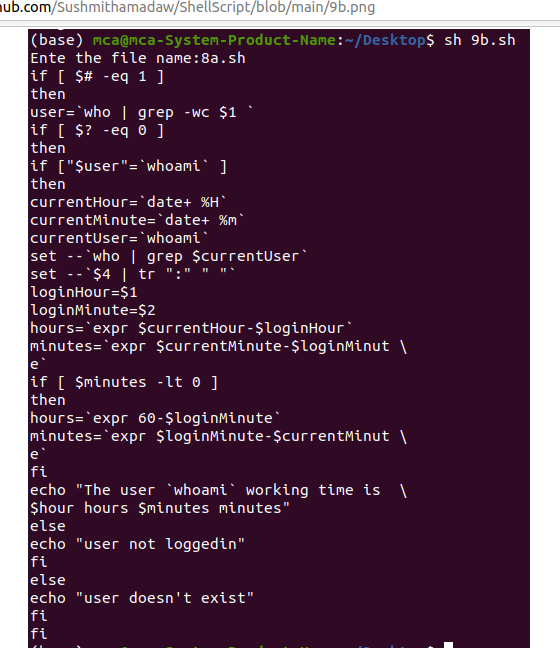 hub.com/Sushmithamadaw/ShellScript/blob/main/9b.png
(base) mca@mca-System-Product-Name:~/Desktop$ sh 9b.sh
Ente the file name:8a.sh
if [ $# -eq 1 ]
then
user=`who | grep -wc $1 `
if [ $? -eq 0 ]
then
if ["$user"=`whoami` ]
then
currentHour=`date+ %H`
currentMinute=`date+ %m`
currentUser=`whoami`
set --`who | grep $currentUser`
set --`$4 | tr ":" " "`
loginHour=$1
loginMinute=$2
hours=`expr $currentHour-$loginHour`
minutes=`expr $currentMinute-$loginMinut \
e`
if [ $minutes -lt 0 ]
then
hours=`expr 60-$loginMinute`
minutes=`expr $loginMinute-$currentMinut \
e`
fi
echo "The user `whoami` working time is  \
$hour hours $minutes minutes"
else
echo "user not loggedin"
fi
else
echo "user doesn't exist"
fi
fi